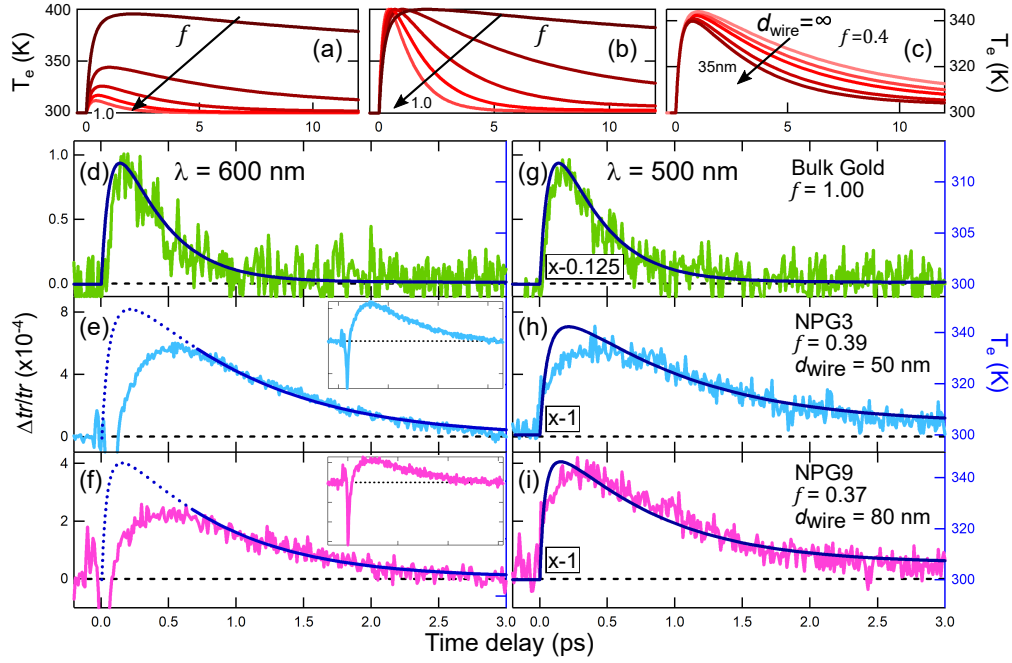 400
350
300
T_e (K)
f
1.0
(a)
0
5
10
f
1.0
(b)
0
5
10
d_wire=∞
f=0.4
35nm
(c)
0
5
10
340
320
300
T_e (K)
(d)
λ = 600 nm
1.0
0.5
0.0
(g)
λ = 500 nm
Bulk Gold
f = 1.00
x-0.125
310
305
300
(e)
8
4
0
Δtr/tr (x10⁻⁴)
(h)
NPG3
f = 0.39
d_wire = 50 nm
x-1
340
320
300
T_e (K)
(f)
4
2
0
(i)
NPG9
f = 0.37
d_wire = 80 nm
x-1
340
320
300
0.0 0.5 1.0 1.5 2.0 2.5 3.0
0.0 0.5 1.0 1.5 2.0 2.5 3.0
Time delay (ps)